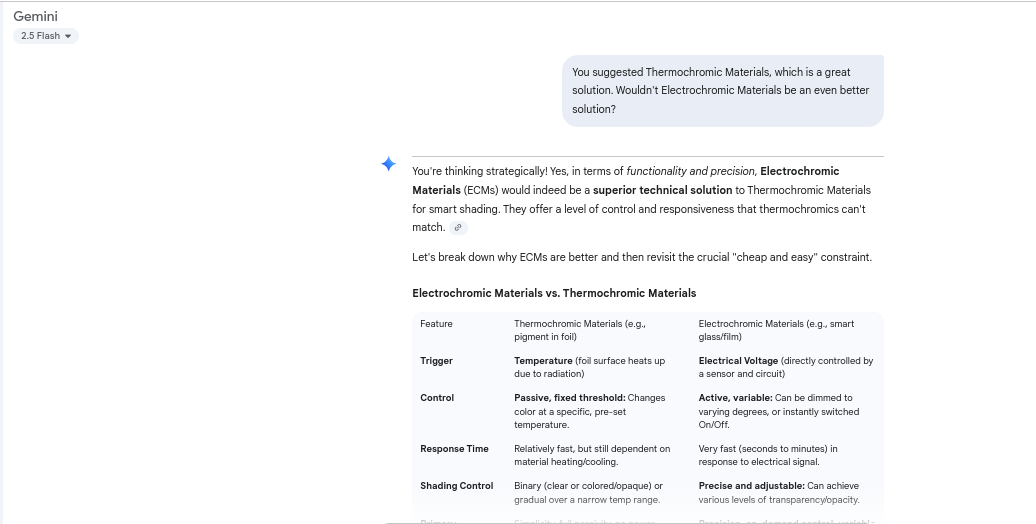 Gemini
2.5 Flash
You suggested Thermochromic Materials, which is a great
solution. Wouldn't Electrochromic Materials be an even better
solution?
You're thinking strategically! Yes, in terms of functionality and precision, Electrochromic
Materials (ECMs) would indeed be a superior technical solution to Thermochromic Materials
for smart shading. They offer a level of control and responsiveness that thermochromics can't
match.
Let's break down why ECMs are better and then revisit the crucial "cheap and easy" constraint.
Electrochromic Materials vs. Thermochromic Materials
Feature
Thermochromic Materials (e.g.,
pigment in foil)
Electrochromic Materials (e.g., smart
glass/film)
Trigger
Temperature (foil surface heats up
due to radiation)
Electrical Voltage (directly controlled by
a sensor and circuit)
Control
Passive, fixed threshold: Changes
color at a specific, pre-set
temperature.
Active, variable: Can be dimmed to
varying degrees, or instantly switched
On/Off.
Response Time
Relatively fast, but still dependent on
material heating/cooling.
Very fast (seconds to minutes) in
response to electrical signal.
Shading Control
Binary (clear or colored/opaque) or
gradual over a narrow temp range.
Precise and adjustable: Can achieve
various levels of transparency/opacity.